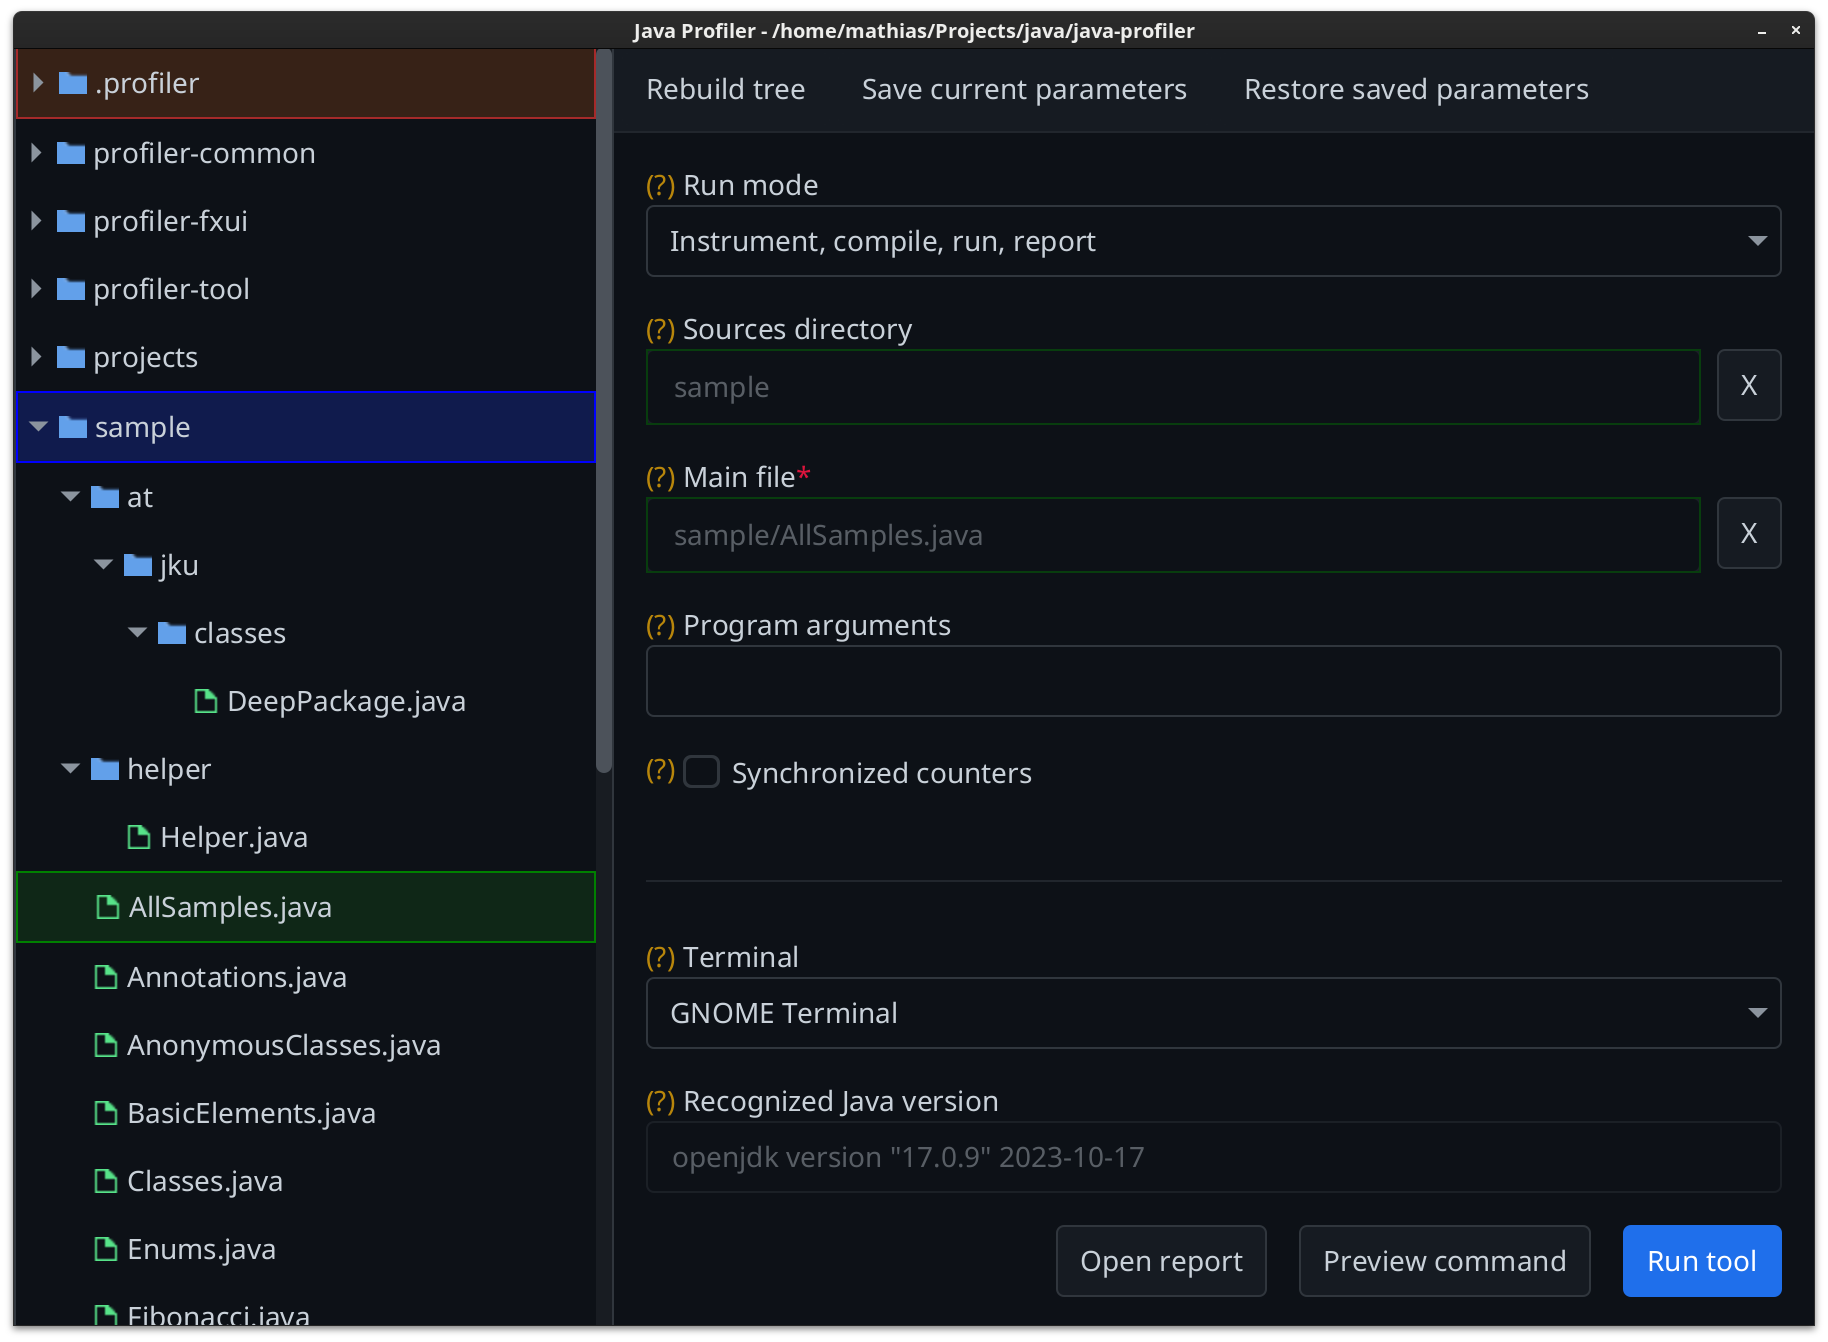 Java Profiler - /home/mathias/Projects/java/java-profiler
.profiler
profiler-common
profiler-fxui
profiler-tool
projects
sample
at
jku
classes
DeepPackage.java
helper
Helper.java
AllSamples.java
Annotations.java
AnonymousClasses.java
BasicElements.java
Classes.java
Enums.java
Fibonacci.java
Rebuild tree Save current parameters Restore saved parameters
(?) Run mode
Instrument, compile, run, report
(?) Sources directory
sample X
(?) Main file*
sample/AllSamples.java X
(?) Program arguments
(?) Synchronized counters
(?) Terminal
GNOME Terminal
(?) Recognized Java version
openjdk version "17.0.9" 2023-10-17
Open report Preview command Run tool